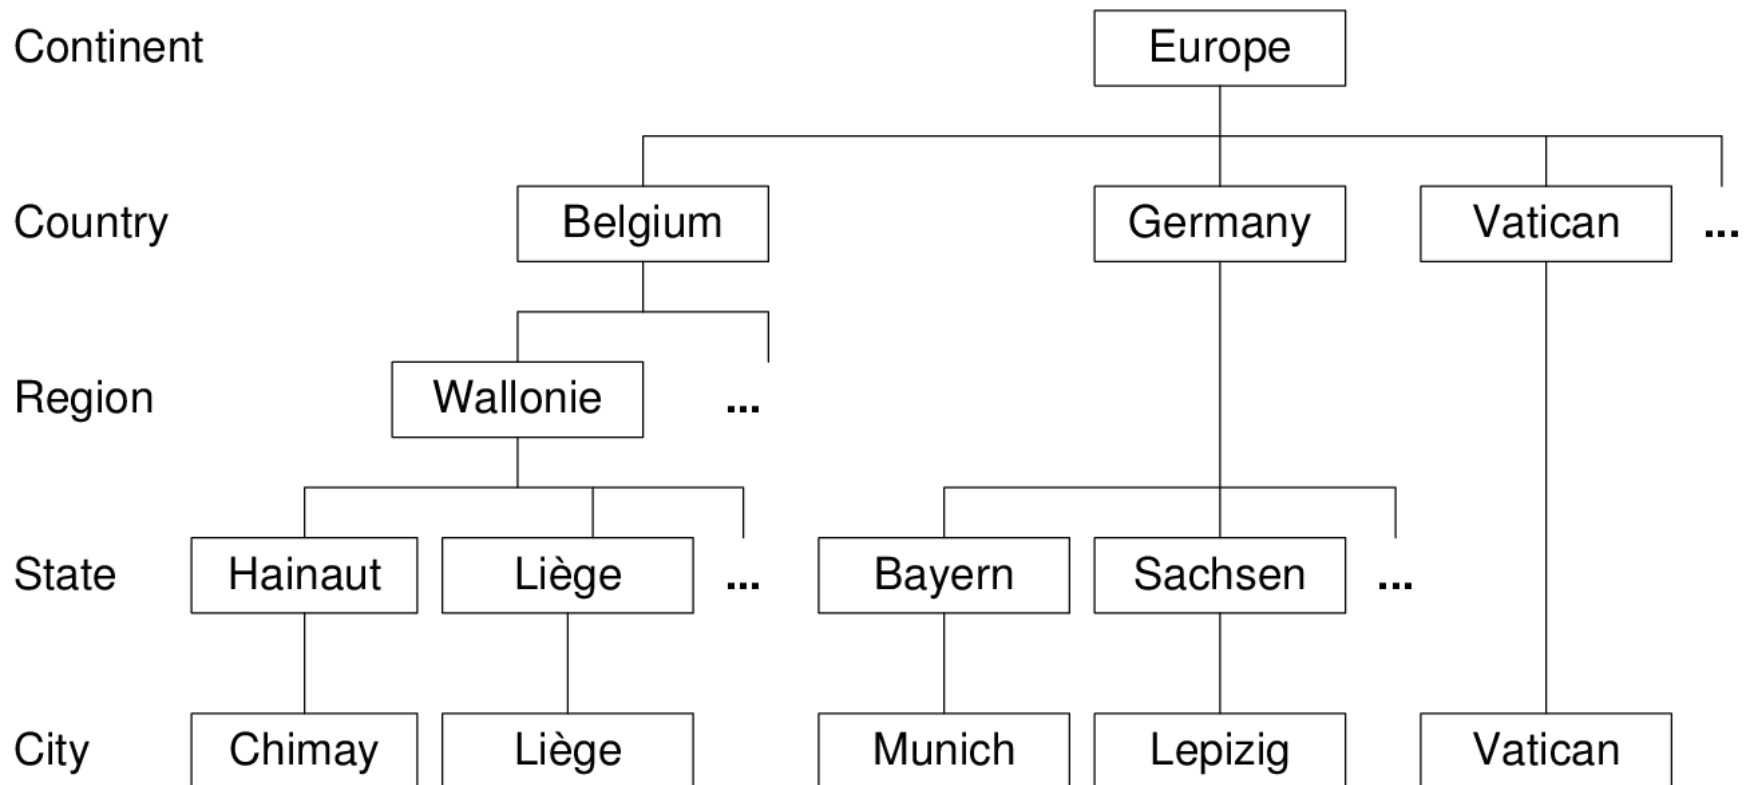 Continent Europe
Country Belgium Germany Vatican ...
Region Wallonie ...
State Hainaut Liège ... Bayern Sachsen ...
City Chimay Liège Munich Lepizig Vatican